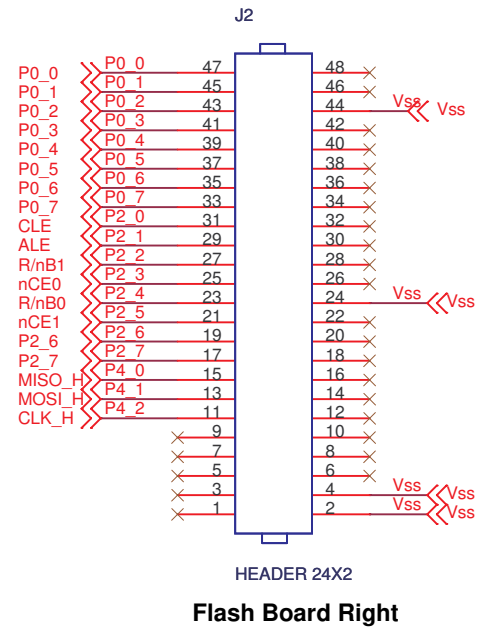 J2
P0_0 P0_0 47 48
P0_1 P0_1 45 46
P0_2 P0_2 43 44 Vss Vss
P0_3 P0_3 41 42
P0_4 P0_4 39 40
P0_5 P0_5 37 38
P0_6 P0_6 35 36
P0_7 P0_7 33 34
CLE P2_0 31 32
ALE P2_1 29 30
R/nB1 P2_2 27 28
nCE0 P2_3 25 26
R/nB0 P2_4 23 24 Vss Vss
nCE1 P2_5 21 22
P2_6 P2_6 19 20
P2_7 P2_7 17 18
MISO_H P4_0 15 16
MOSI_H P4_1 13 14
CLK_H P4_2 11 12
9 10
7 8
5 6
3 4 Vss Vss
1 2 Vss Vss
HEADER 24X2
Flash Board Right